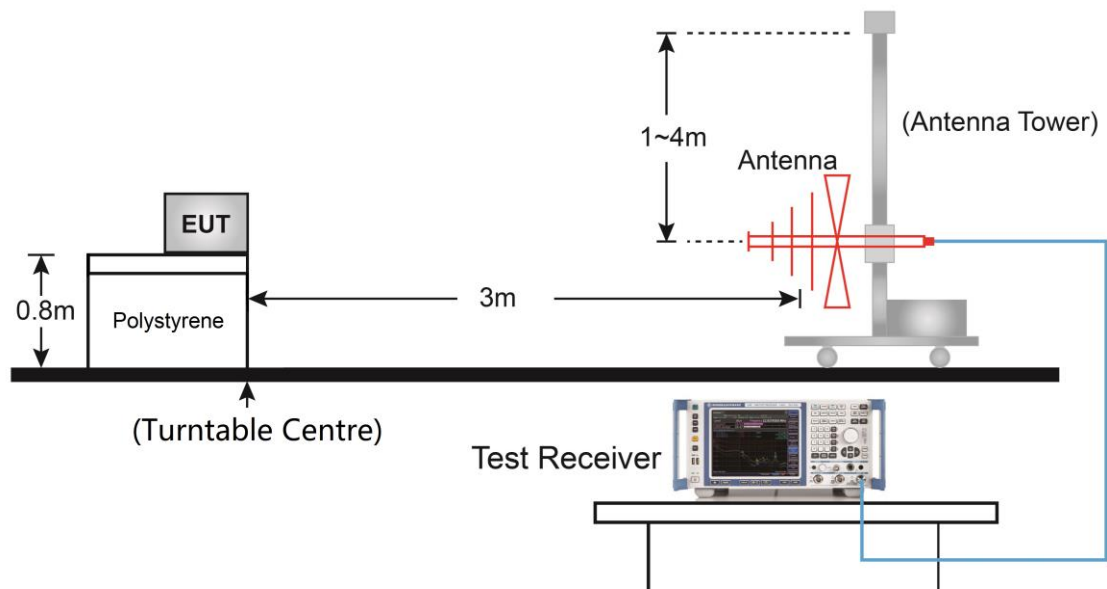 1~4m
(Antenna Tower)
Antenna
EUT
0.8m
Polystyrene
3m
(Turntable Centre)
Test Receiver